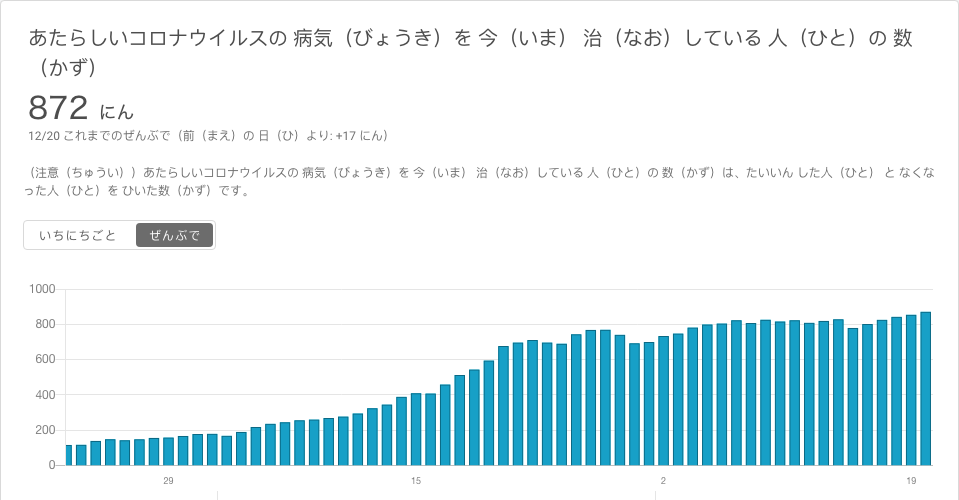 あたらしいコロナウイルスの 病気（びょうき）を 今（いま） 治（なお）している 人（ひと）の 数
（かず）
872 にん
12/20 これまでのぜんぶで（前（まえ）の 日（ひ）より: +17 にん）
（注意（ちゅうい））あたらしいコロナウイルスの 病気（びょうき）を 今（いま） 治（なお）している 人（ひと）の 数（かず）は、たいいん した人（ひと） と なくな
った人（ひと）を ひいた数（かず）です。
いちにちごと ぜんぶで
1000
800
600
400
200
0
29 15 2 19